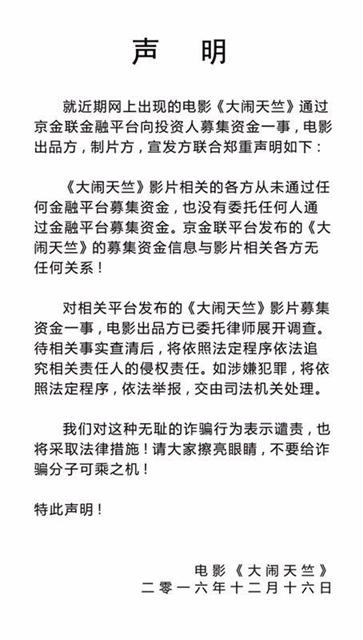 声 明
就近期网上出现的电影《大闹天竺》通过
京金联金融平台向投资人募集资金一事，电影
出品方，制片方，宣发方联合郑重声明如下：
《大闹天竺》影片相关的各方从未通过任
何金融平台募集资金，也没有委托任何人通
过金融平台募集资金。京金联平台发布的《大
闹天竺》的募集资金信息与影片相关各方无
任何关系！
对相关平台发布的《大闹天竺》影片募集
资金一事，电影出品方已委托律师展开调查。
待相关事实查清后，将依照法定程序依法追
究相关责任人的侵权责任。如涉嫌犯罪，将依
照法定程序，依法举报，交由司法机关处理。
我们对这种无耻的诈骗行为表示谴责，也
将采取法律措施！请大家擦亮眼睛，不要给诈
骗分子可乘之机！
特此声明！
电影《大闹天竺》
二零一六年十二月十六日